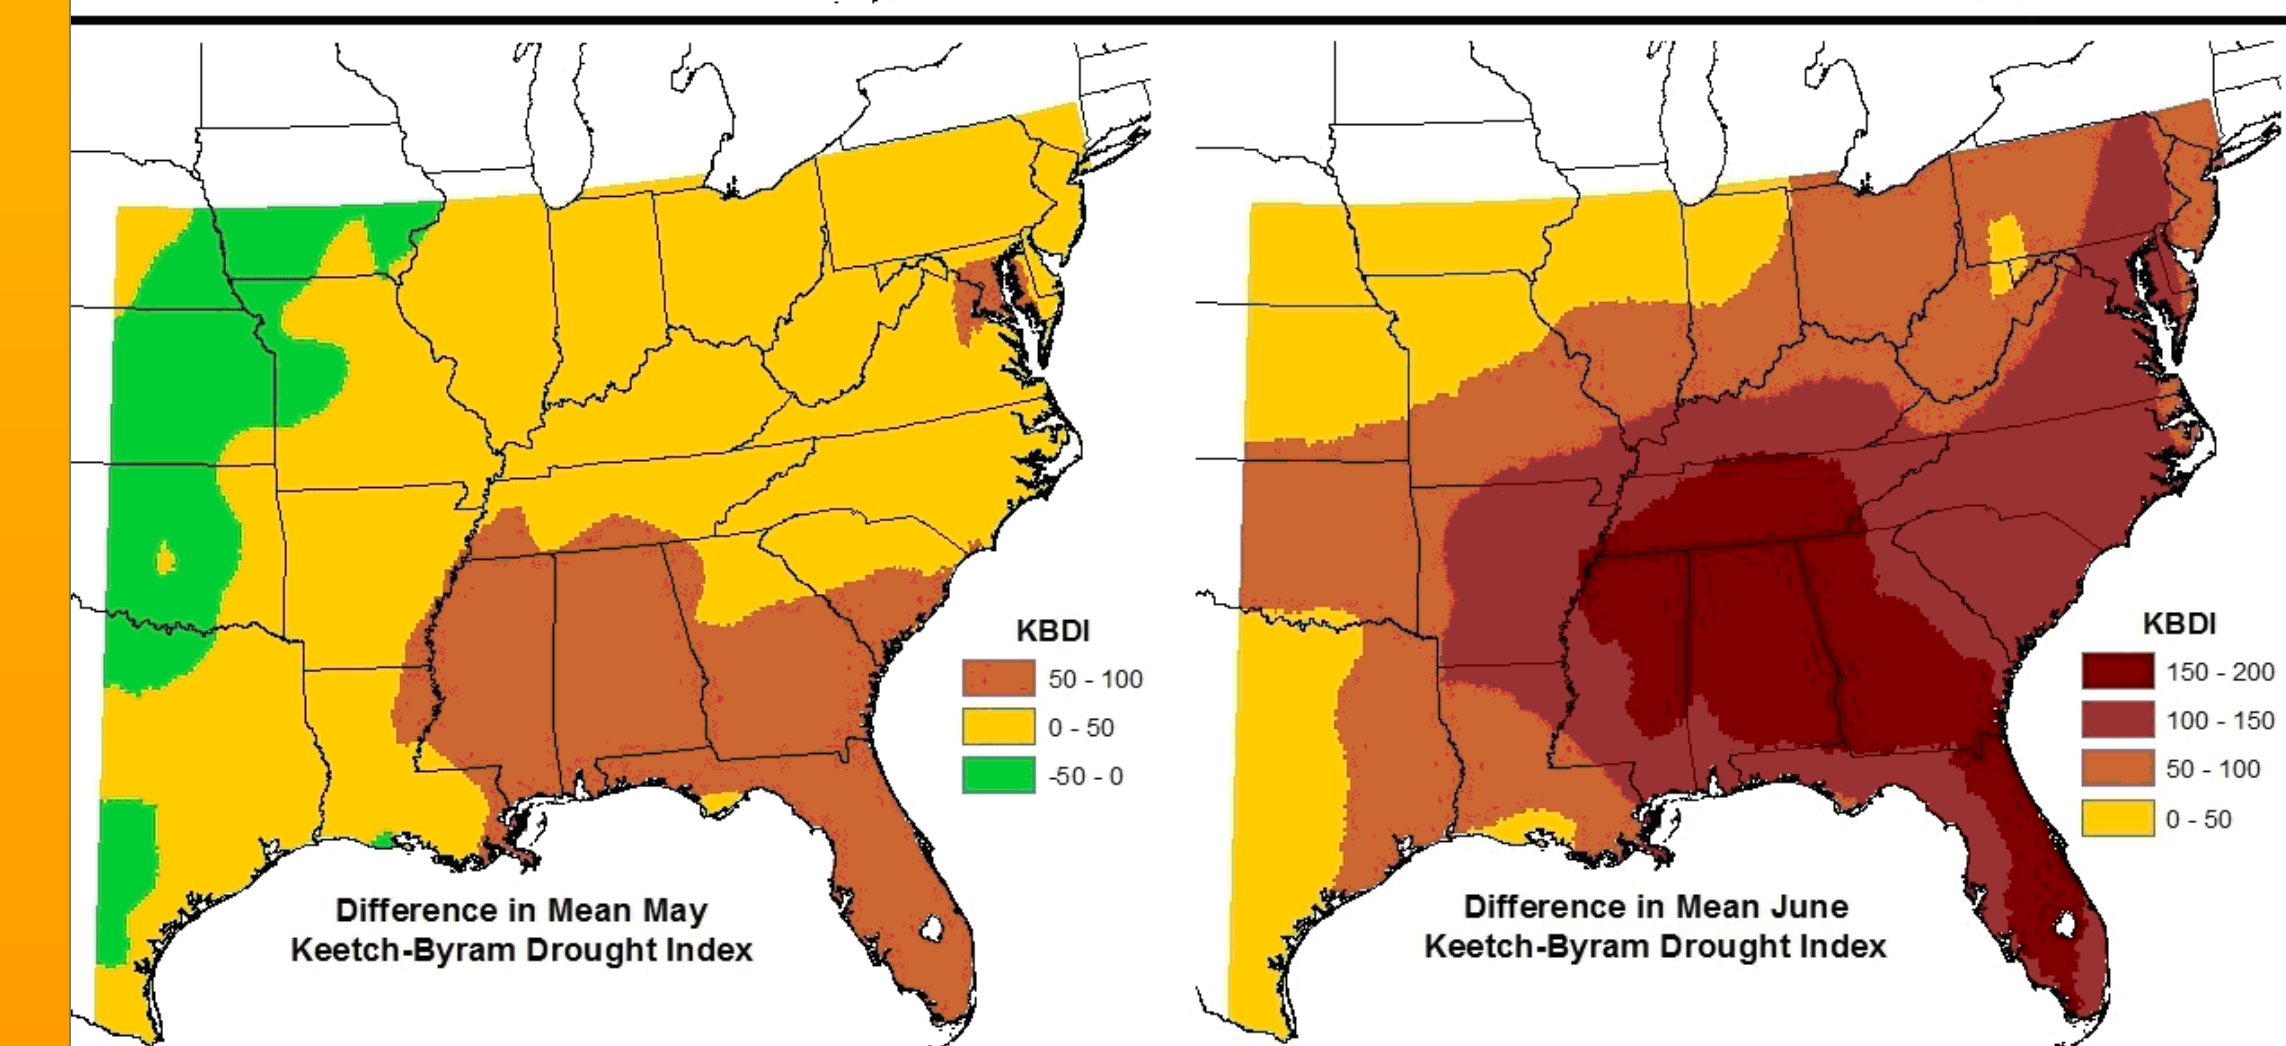 KBDI
50 - 100
0 - 50
-50 - 0
Difference in Mean May
Keetch-Byram Drought Index
KBDI
150 - 200
100 - 150
50 - 100
0 - 50
Difference in Mean June
Keetch-Byram Drought Index